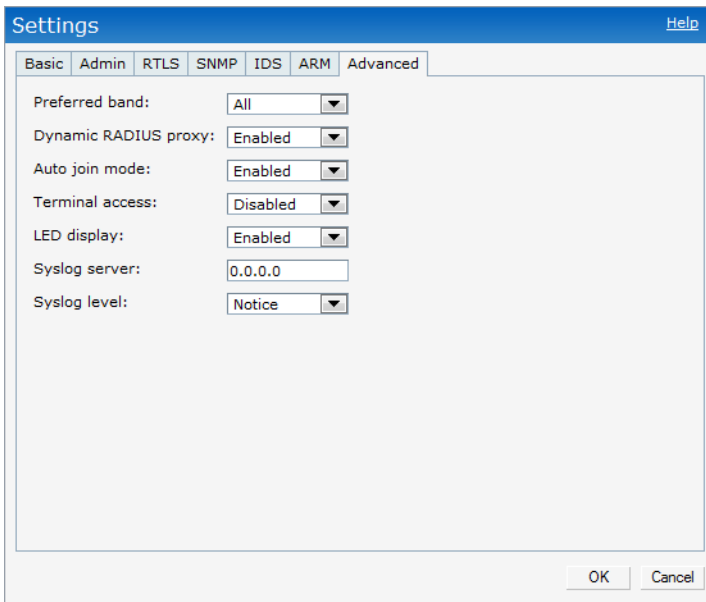 Settings Help
Basic Admin RTLS SNMP IDS ARM Advanced
Preferred band: All
Dynamic RADIUS proxy: Enabled
Auto join mode: Enabled
Terminal access: Disabled
LED display: Enabled
Syslog server: 0.0.0.0
Syslog level: Notice
OK Cancel